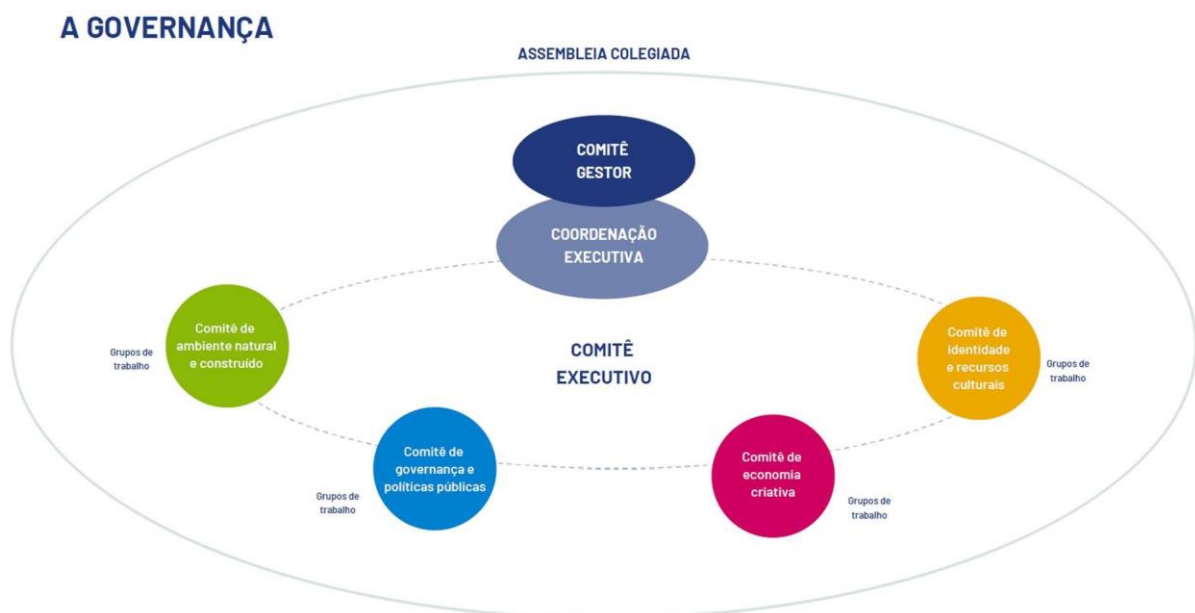 A GOVERNANÇA
ASSEMBLEIA COLEGIADA
COMITÊ
GESTOR
COORDENAÇÃO
EXECUTIVA
Comitê de
ambiente natural
e construído
Grupos de
trabalho
COMITÊ
EXECUTIVO
Comitê de
identidade
e recursos
culturais
Grupos de
trabalho
Comitê de
governança e
políticas públicas
Grupos de
trabalho
Comitê de
economia
criativa
Grupos de
trabalho